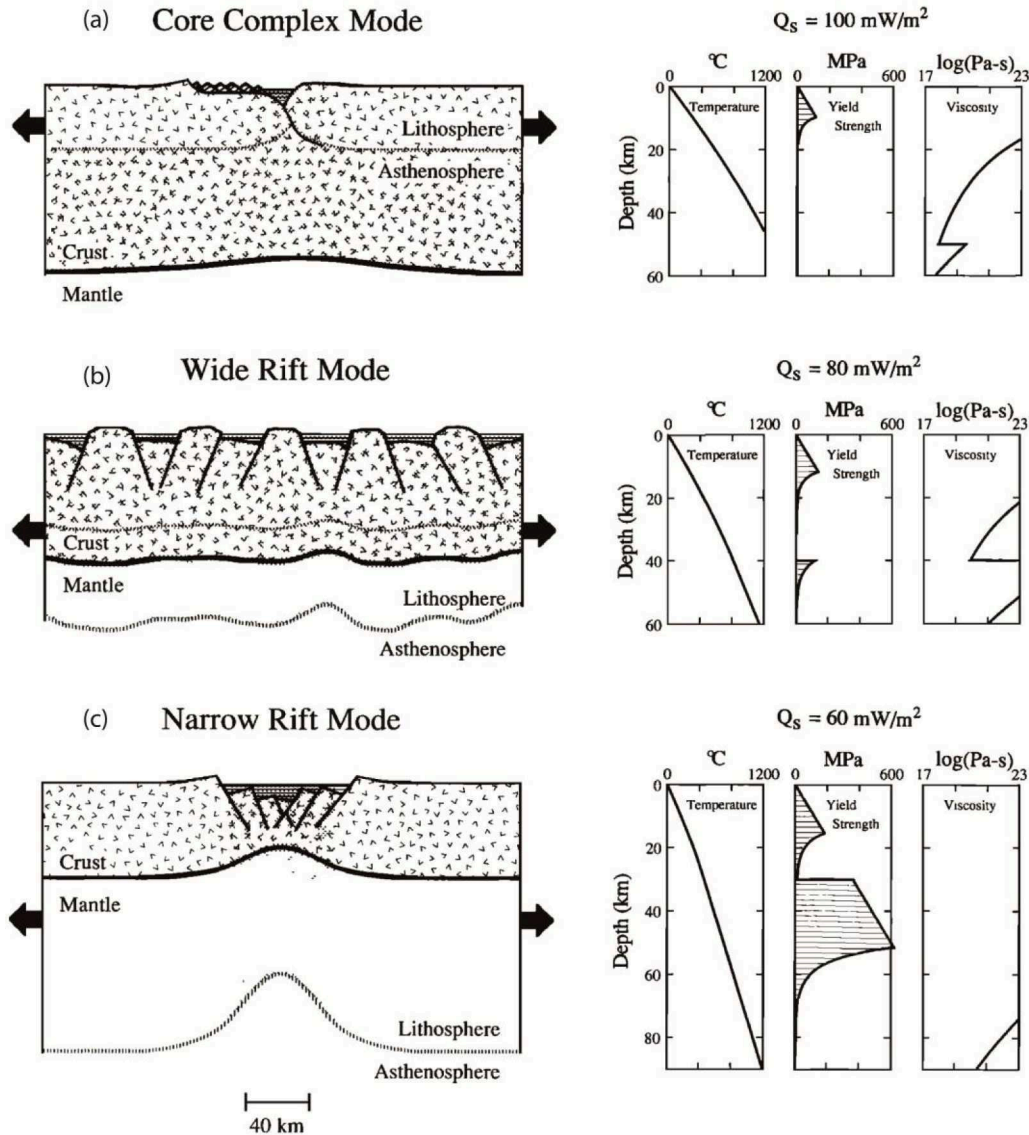 (a) Core Complex Mode
Lithosphere
Asthenosphere
Crust
Mantle
Qs = 100 mW/m²
°C MPa log(Pa-s)
0 1200 0 600 17 23
Temperature Yield Strength Viscosity
Depth (km)
0
20
40
60
(b) Wide Rift Mode
Crust
Mantle
Lithosphere
Asthenosphere
Qs = 80 mW/m²
°C MPa log(Pa-s)
0 1200 0 600 17 23
Temperature Yield Strength Viscosity
Depth (km)
0
20
40
60
(c) Narrow Rift Mode
Crust
Mantle
Lithosphere
Asthenosphere
40 km
Qs = 60 mW/m²
°C MPa log(Pa-s)
0 1200 0 600 17 23
Temperature Yield Strength Viscosity
Depth (km)
0
20
40
60
80